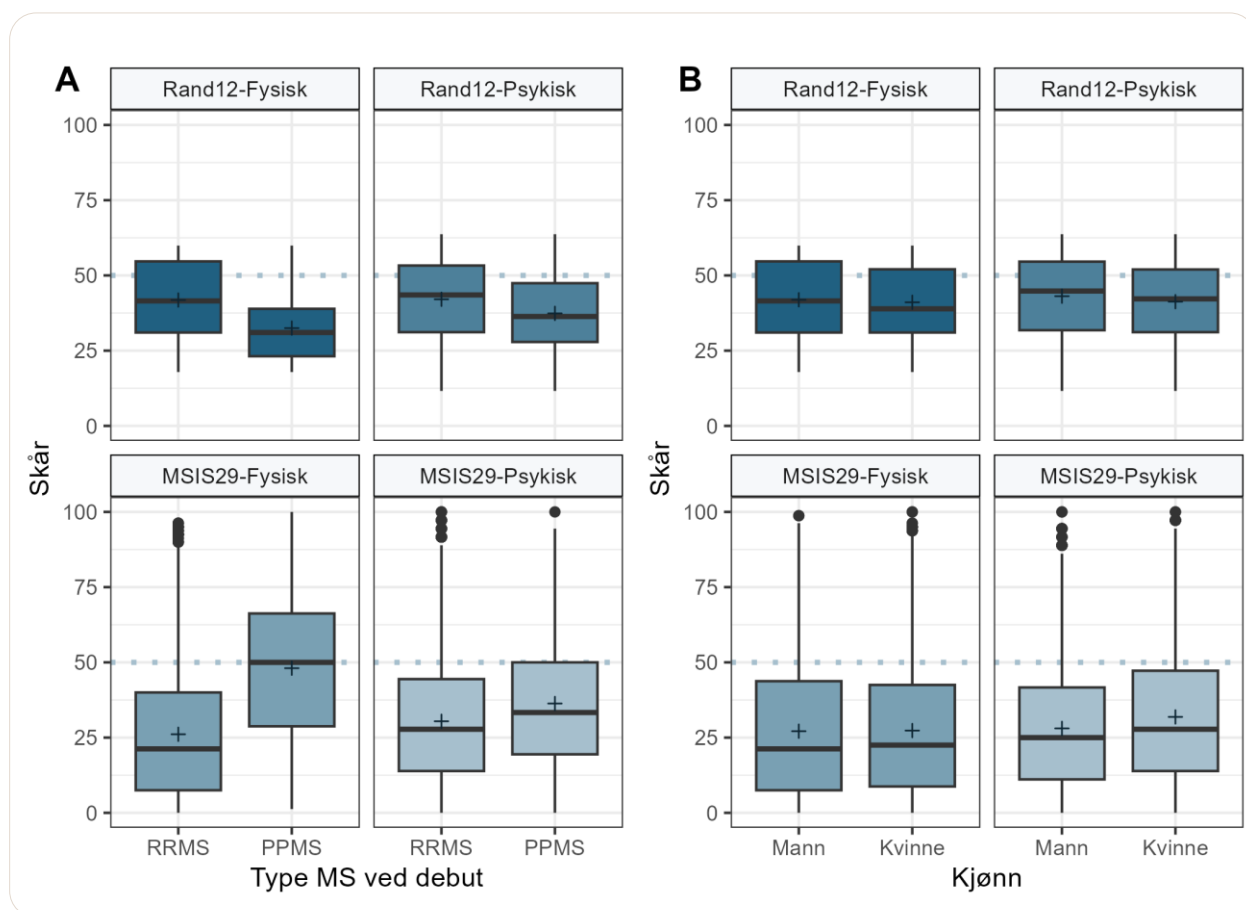 A
Rand12-Fysisk
Rand12-Psykisk
100
75
50
25
0
MSIS29-Fysisk
MSIS29-Psykisk
100
75
50
25
0
Skår
RRMS
PPMS
RRMS
PPMS
Type MS ved debut
B
Rand12-Fysisk
Rand12-Psykisk
100
75
50
25
0
MSIS29-Fysisk
MSIS29-Psykisk
100
75
50
25
0
Skår
Mann
Kvinne
Mann
Kvinne
Kjønn